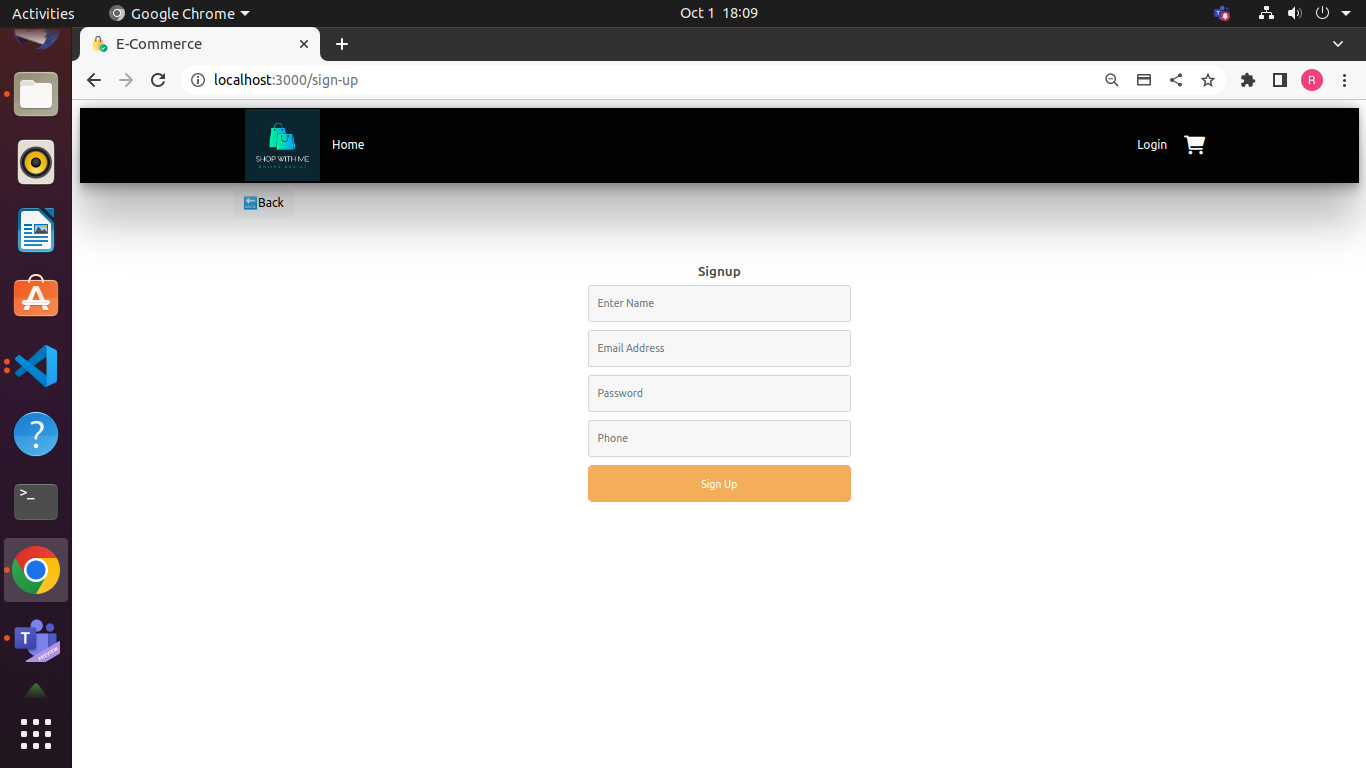 Activities Google Chrome Oct 1 18:09
E-Commerce
localhost:3000/sign-up R
SHOP WITH ME
Home Login
Back
Signup
Enter Name
Email Address
Password
Phone
Sign Up
>_
T
PREVIEW